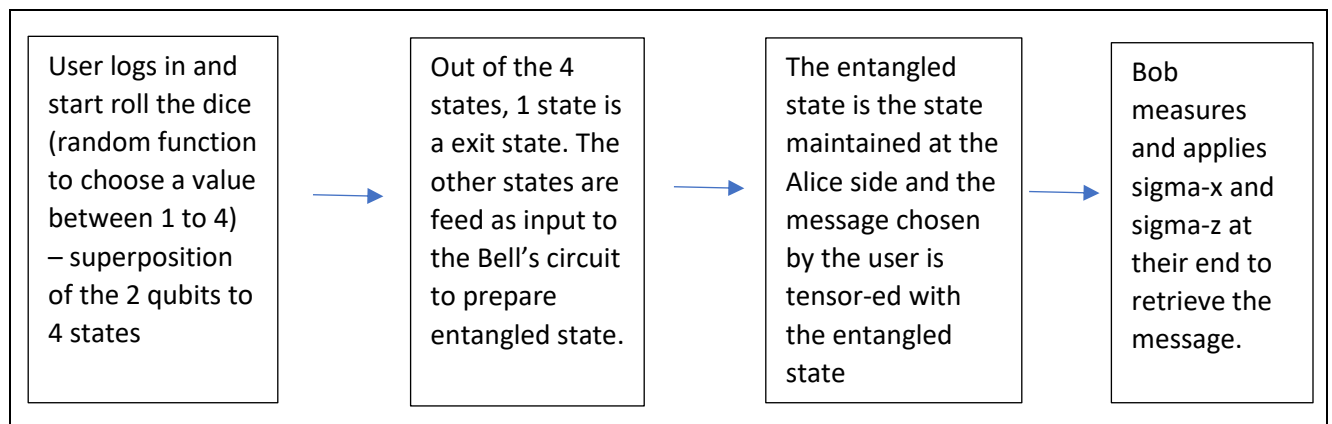 User logs in and
start roll the dice
(random function
to choose a value
between 1 to 4)
– superposition
of the 2 qubits to
4 states
Out of the 4
states, 1 state is
a exit state. The
other states are
feed as input to
the Bell’s circuit
to prepare
entangled state.
The entangled
state is the state
maintained at the
Alice side and the
message chosen
by the user is
tensor-ed with
the entangled
state
Bob
measures
and applies
sigma-x and
sigma-z at
their end to
retrieve the
message.